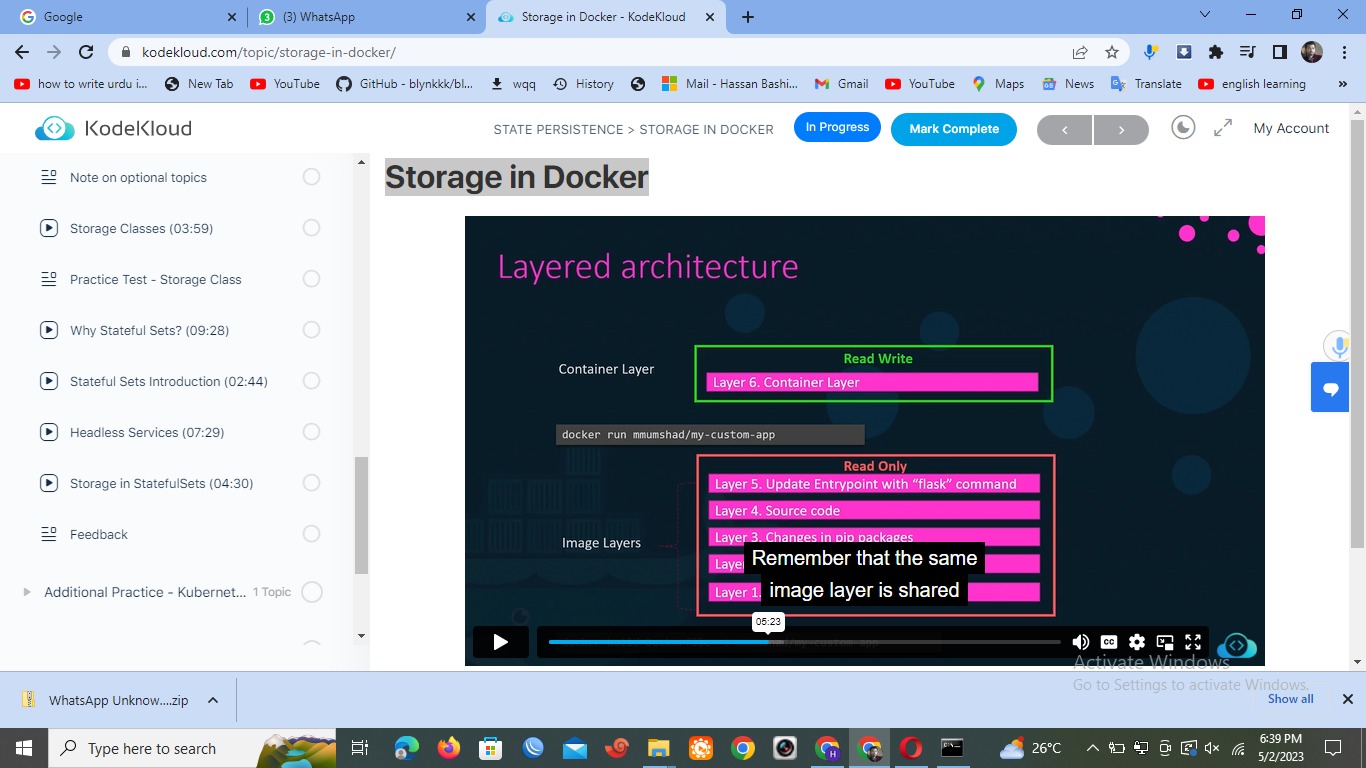 Google
(3) WhatsApp
Storage in Docker - KodeKloud
kodekloud.com/topic/storage-in-docker/
how to write urdu i...
New Tab
YouTube
GitHub - blynkkk/bl...
wqq
History
Mail - Hassan Bashi...
Gmail
YouTube
Maps
News
Translate
english learning
»
KodeKloud
STATE PERSISTENCE > STORAGE IN DOCKER
In Progress
Mark Complete
<
>
My Account
Note on optional topics
Storage Classes (03:59)
Practice Test - Storage Class
Why Stateful Sets? (09:28)
Stateful Sets Introduction (02:44)
Headless Services (07:29)
Storage in StatefulSets (04:30)
Feedback
Additional Practice - Kubernet... 1 Topic
Storage in Docker
Layered architecture
Container Layer
Read Write
Layer 6. Container Layer
docker run mmumshad/my-custom-app
Read Only
Layer 5. Update Entrypoint with “flask” command
Layer 4. Source code
Layer 3. Changes in pip packages
Image Layers
Layer
Layer 1.
Remember that the same
image layer is shared
05:23
CC
Activate Windows
Go to Settings to activate Windows.
WhatsApp Unknow....zip
Show all
Type here to search
26°C
6:39 PM
5/2/2023